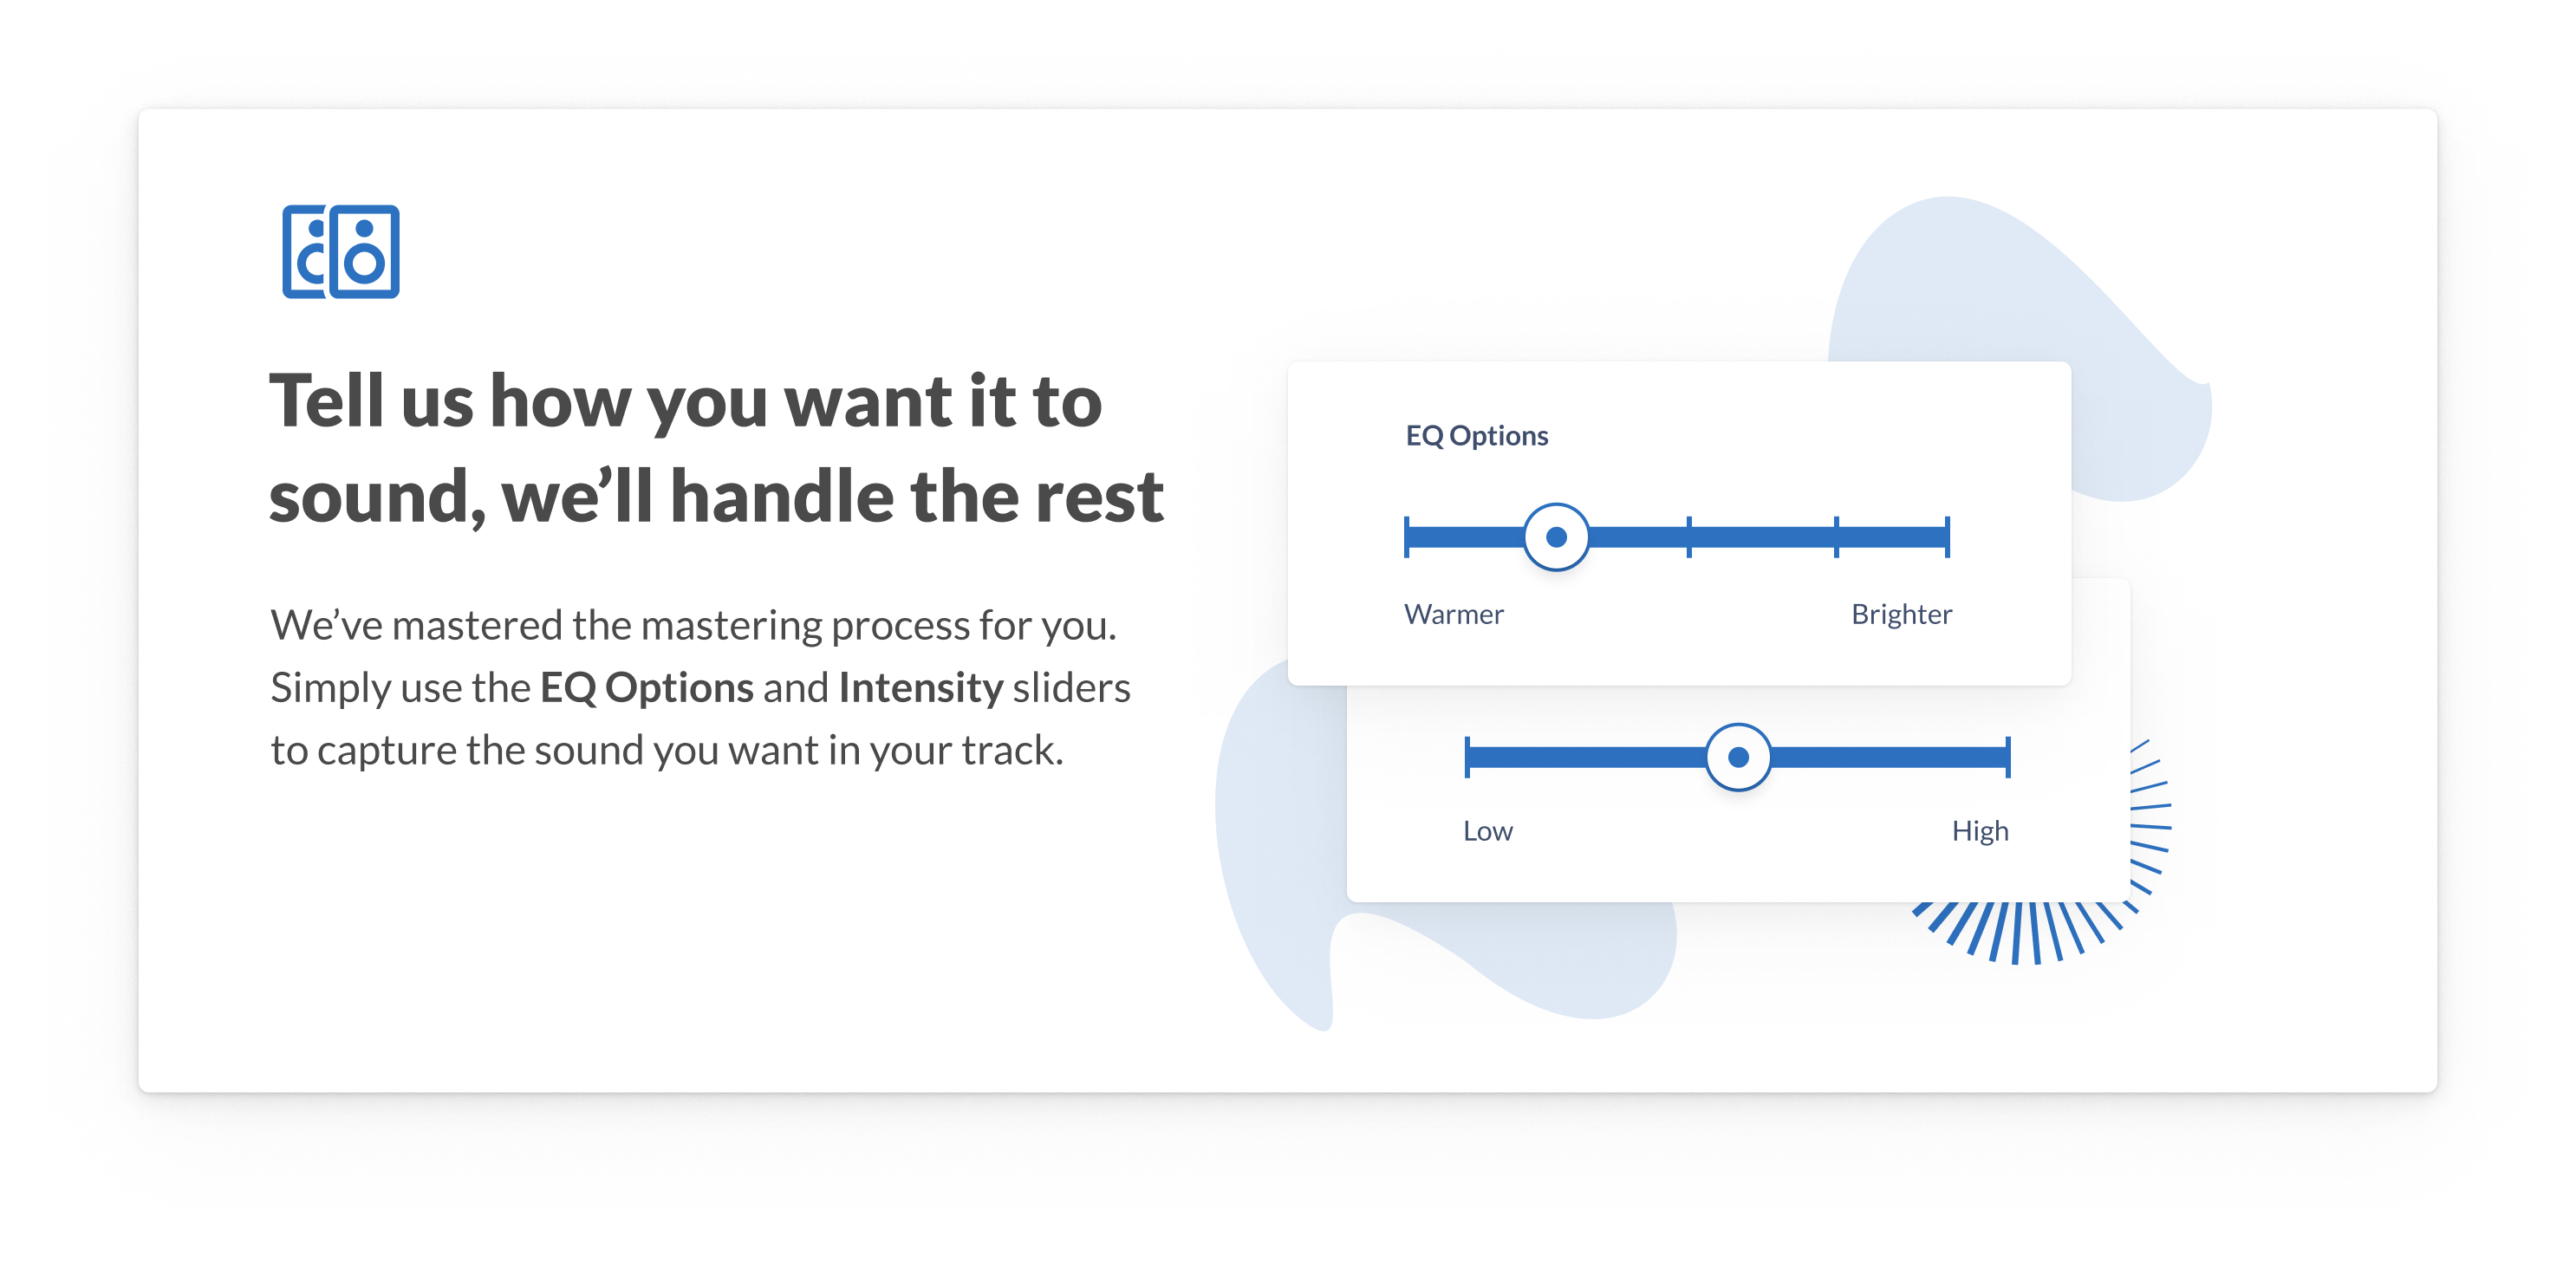 Tell us how you want it to
sound, we’ll handle the rest
We’ve mastered the mastering process for you.
Simply use the EQ Options and Intensity sliders
to capture the sound you want in your track.
EQ Options
Warmer
Brighter
Low
High